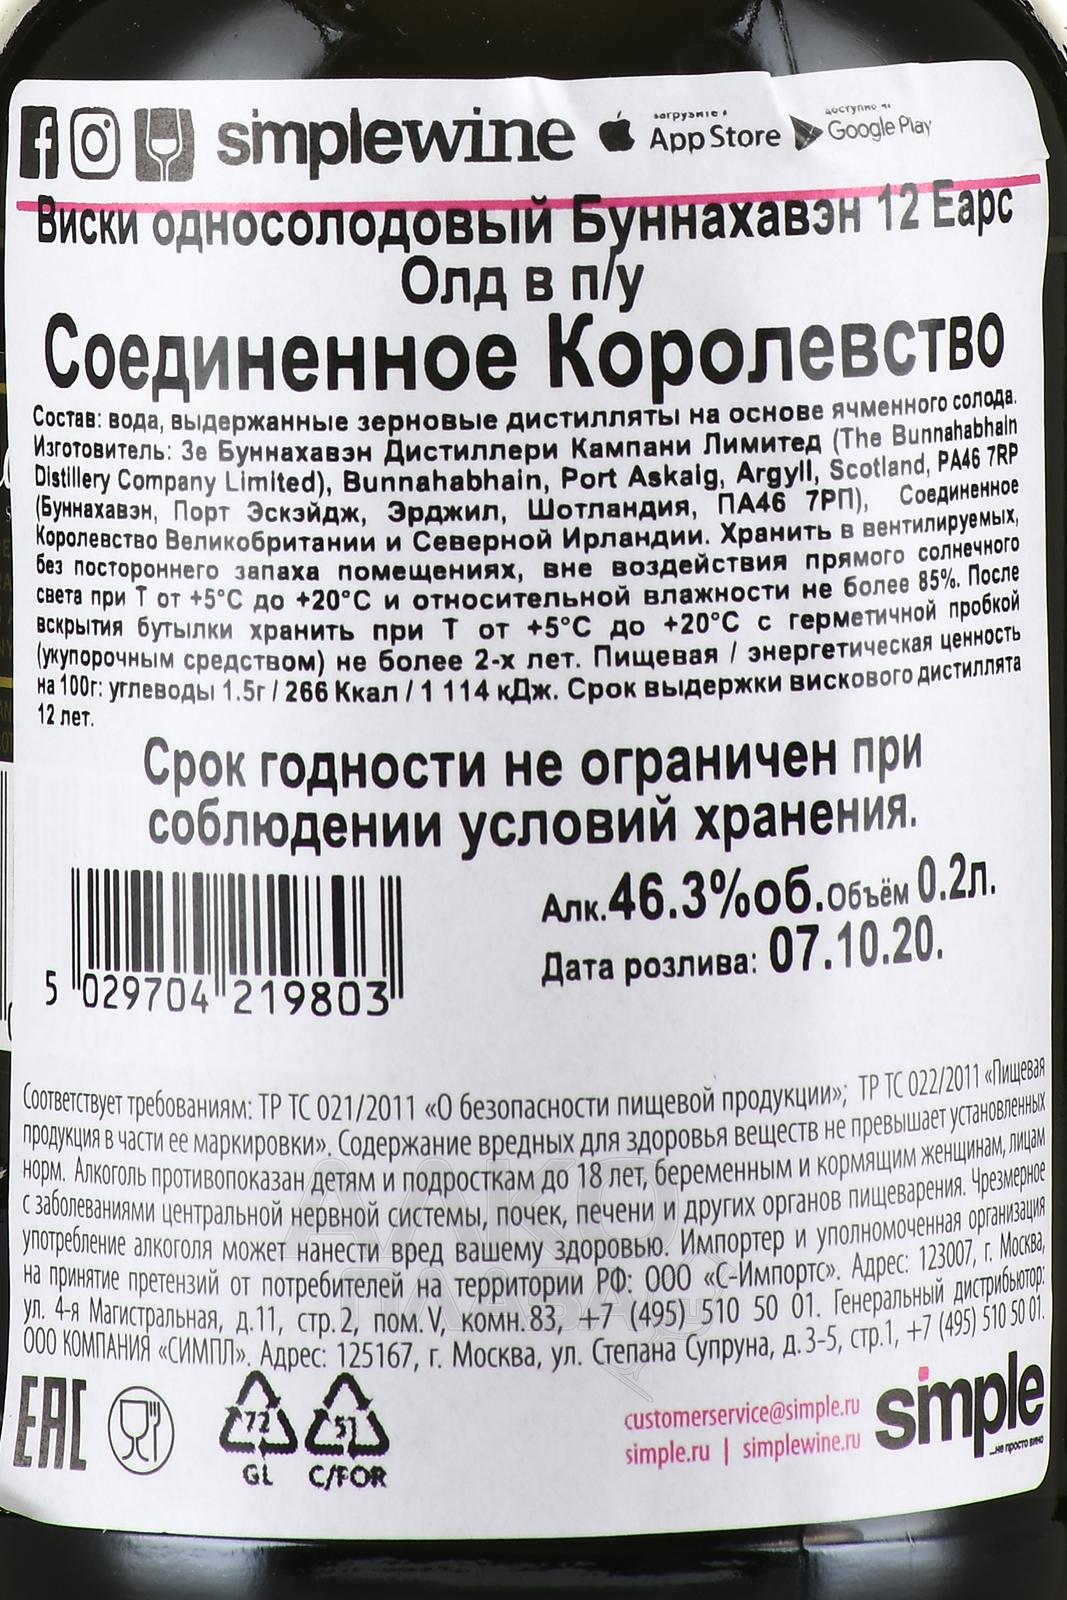 simplewine Загрузите в App Store Доступно на Google Play
Виски односолодовый Буннахавэн 12 Еарс
Олд в п/у
Соединенное Королевство
Состав: вода, выдержанные зерновые дистилляты на основе ячменного солода.
Изготовитель: Зе Буннахавэн Дистиллери Кампани Лимитед (The Bunnahabhain
Distillery Company Limited), Bunnahabhain, Port Askaig, Argyll, Scotland, PA46 7RP
(Буннахавэн, Порт Эскэйдж, Эрджил, Шотландия, ПА46 7РП), Соединенное
Королевство Великобритании и Северной Ирландии. Хранить в вентилируемых,
без постороннего запаха помещениях, вне воздействия прямого солнечного
света при Т от +5°С до +20°С и относительной влажности не более 85%. После
вскрытия бутылки хранить при Т от +5°С до +20°С с герметичной пробкой
(укупорочным средством) не более 2-х лет. Пищевая / энергетическая ценность
на 100г: углеводы 1.5г / 266 Ккал / 1 114 кДж. Срок выдержки вискового дистиллята
12 лет.
Срок годности не ограничен при
соблюдении условий хранения.
Алк.46.3%об.Объём 0.2л.
Дата розлива: 07.10.20.
5 029704 219803
Соответствует требованиям: ТР ТС 021/2011 «О безопасности пищевой продукции»; ТР ТС 022/2011 «Пищевая
продукция в части ее маркировки». Содержание вредных для здоровья веществ не превышает установленных
норм. Алкоголь противопоказан детям и подросткам до 18 лет, беременным и кормящим женщинам, лицам
с заболеваниями центральной нервной системы, почек, печени и других органов пищеварения. Чрезмерное
употребление алкоголя может нанести вред вашему здоровью. Импортер и уполномоченная организация
на принятие претензий от потребителей на территории РФ: ООО «С-Импортс». Адрес: 123007, г. Москва,
ул. 4-я Магистральная, д.11, стр. 2, пом. V, комн. 83, +7 (495) 510 50 01. Генеральный дистрибьютор:
ООО КОМПАНИЯ «СИМПЛ». Адрес: 125167, г. Москва, ул. Степана Супруна, д. 3-5, стр.1, +7 (495) 510 50 01.
EAC 72 51
GL C/FOR
customerservice@simple.ru
simple.ru | simplewine.ru
simple
...не просто вино